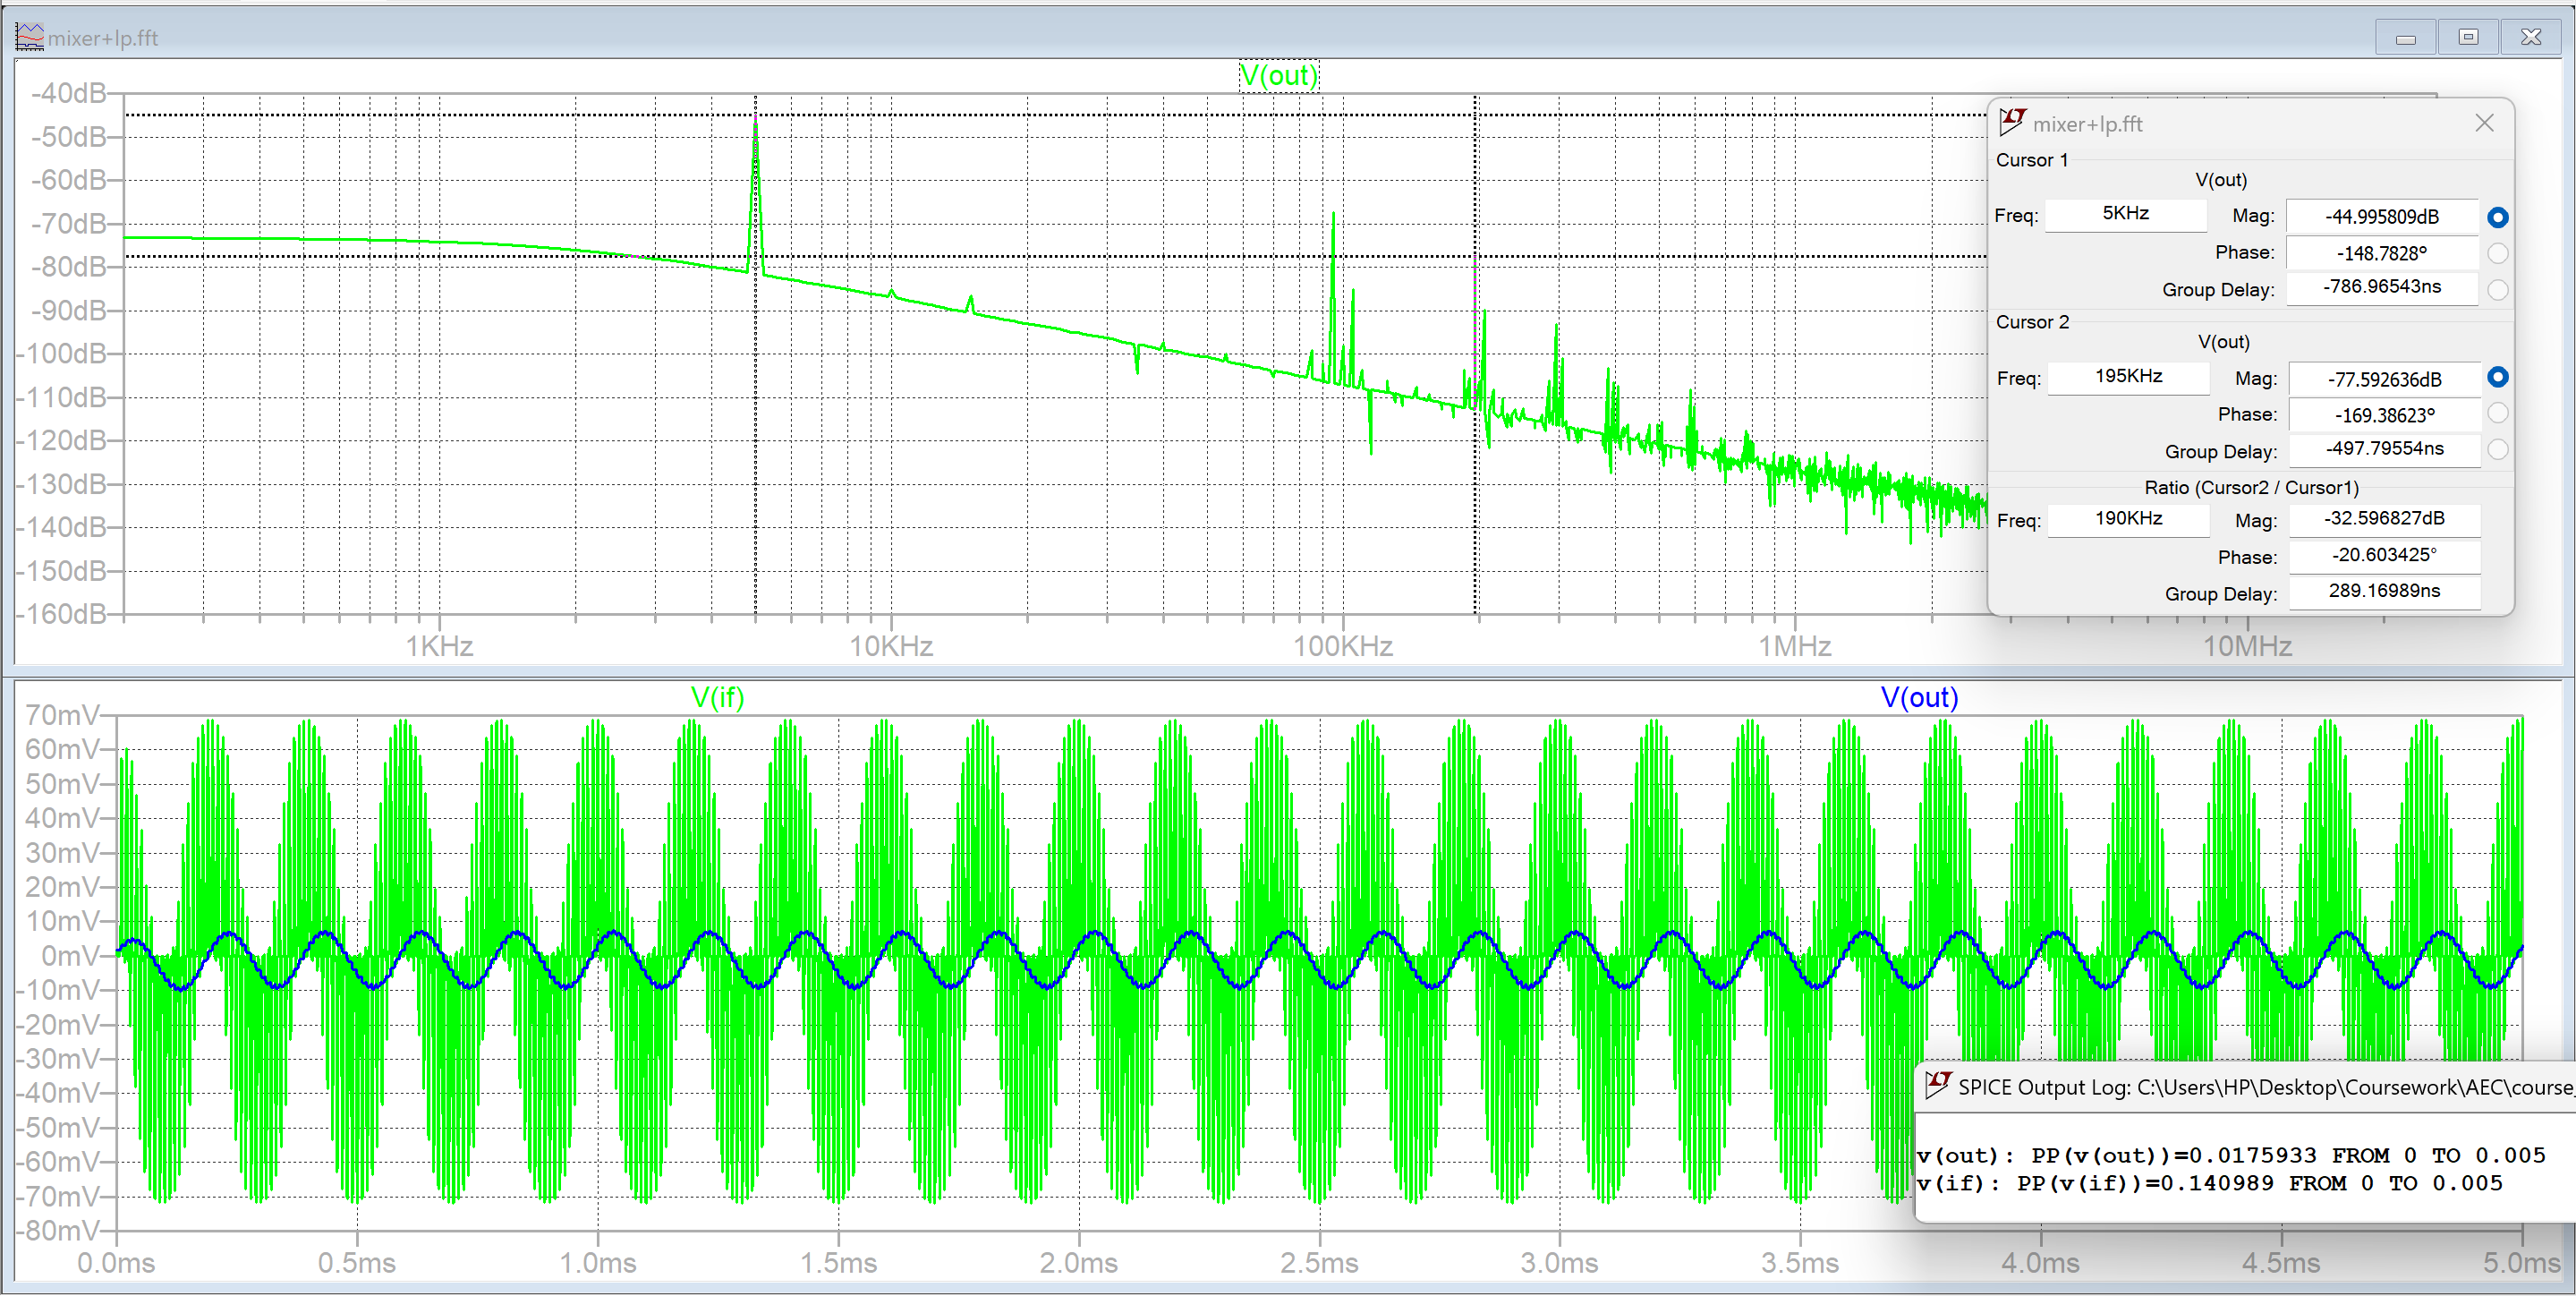 mixer+lp.fft
V(out)
-40dB
-50dB
-60dB
-70dB
-80dB
-90dB
-100dB
-110dB
-120dB
-130dB
-140dB
-150dB
-160dB
1KHz 10KHz 100KHz 1MHz 10MHz
mixer+lp.fft
Cursor 1
V(out)
Freq: 5KHz Mag: -44.995809dB
Phase: -148.7828°
Group Delay: -786.96543ns
Cursor 2
V(out)
Freq: 195KHz Mag: -77.592636dB
Phase: -169.38623°
Group Delay: -497.79554ns
Ratio (Cursor2 / Cursor1)
Freq: 190KHz Mag: -32.596827dB
Phase: -20.603425°
Group Delay: 289.16989ns
V(if) V(out)
70mV
60mV
50mV
40mV
30mV
20mV
10mV
0mV
-10mV
-20mV
-30mV
-40mV
-50mV
-60mV
-70mV
-80mV
0.0ms 0.5ms 1.0ms 1.5ms 2.0ms 2.5ms 3.0ms 3.5ms 4.0ms 4.5ms 5.0ms
SPICE Output Log: C:\Users\HP\Desktop\Coursework\AEC\course_
v(out): PP(v(out))=0.0175933 FROM 0 TO 0.005
v(if): PP(v(if))=0.140989 FROM 0 TO 0.005